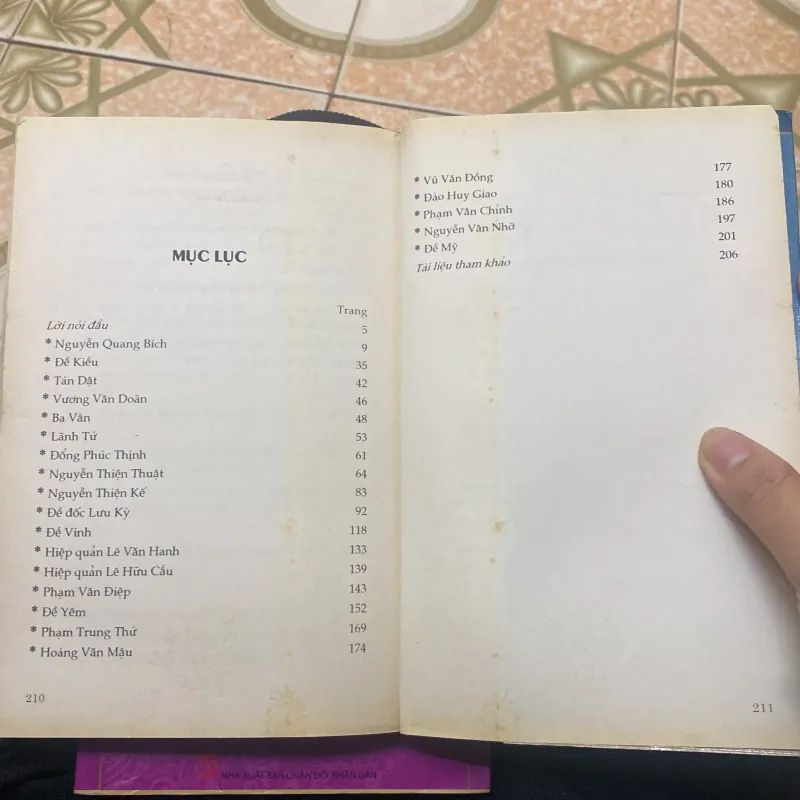 MỤC LỤC
Trang
Lời nói đầu 5
* Nguyễn Quang Bích 9
* Đề Kiều 35
* Tán Dật 42
* Vương Văn Doãn 46
* Ba Vân 48
* Lãnh Tứ 53
* Đổng Phúc Thịnh 61
* Nguyễn Thiện Thuật 64
* Nguyễn Thiện Kế 83
* Đề đốc Lưu Kỳ 92
* Đề Vinh 118
* Hiệp quản Lê Văn Hanh 133
* Hiệp quản Lê Hữu Cầu 139
* Phạm Văn Điệp 143
* Đề Yêm 152
* Phạm Trung Thứ 169
* Hoáng Văn Mậu 174
210
* Vũ Văn Đồng 177
* Đào Huy Giao 180
* Phạm Văn Chỉnh 186
* Nguyễn Văn Nhỡ 197
* Đề Mỹ 201
Tài liệu tham khảo 206
211
NHÀ XUẤT BẢN QUÂN ĐỘI NHÂN DÂN